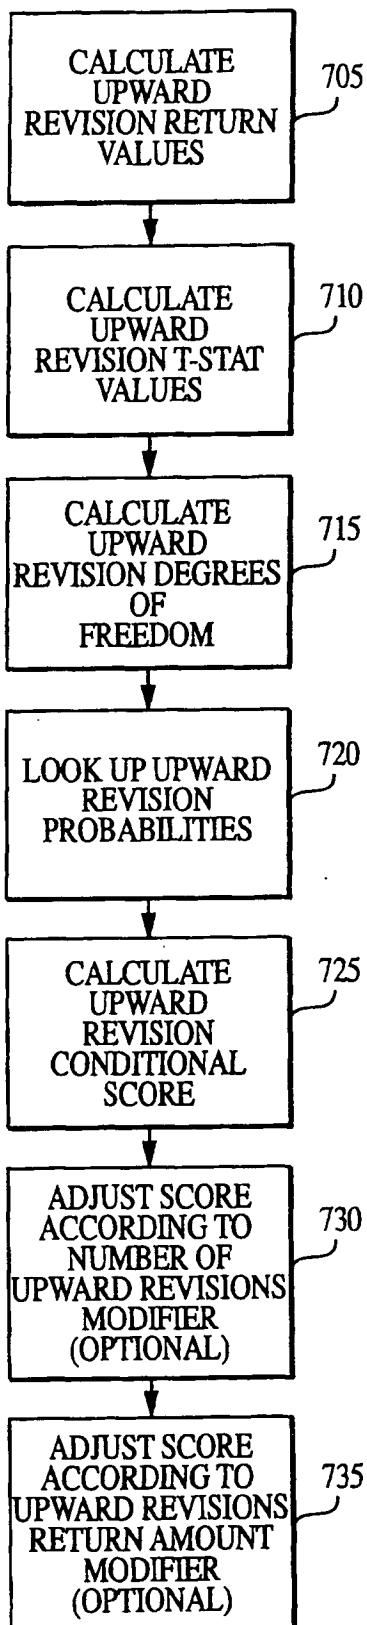 CALCULATE
UPWARD
REVISION RETURN
VALUES
705
CALCULATE
UPWARD
REVISION T-STAT
VALUES
710
CALCULATE
UPWARD
REVISION DEGREES
OF
FREEDOM
715
LOOK UP UPWARD
REVISION
PROBABILITIES
720
CALCULATE
UPWARD
REVISION
CONDITIONAL
SCORE
725
ADJUST SCORE
ACCORDING TO
NUMBER OF
UPWARD REVISIONS
MODIFIER
(OPTIONAL)
730
ADJUST SCORE
ACCORDING TO
UPWARD REVISIONS
RETURN AMOUNT
MODIFIER
(OPTIONAL)
735